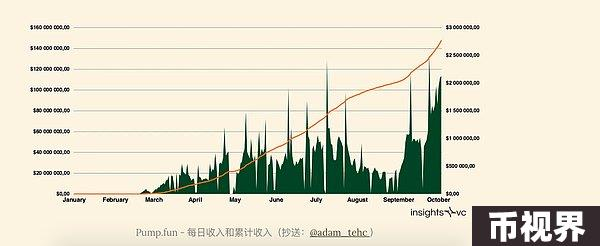 $160 000 000,00
$140 000 000,00
$120 000 000,00
$100 000 000,00
$80 000 000,00
$60 000 000,00
$40 000 000,00
$20 000 000,00
$0,00
$3 000 000,00
$2 500 000,00
$2 000 000,00
$1 500 000,00
$1 000 000,00
$500 000,00
$0,00
January February March April May June July August September October
insights vc
Pump.fun - 每日收入和累计收入（抄送：@adam_tehc）
币视界